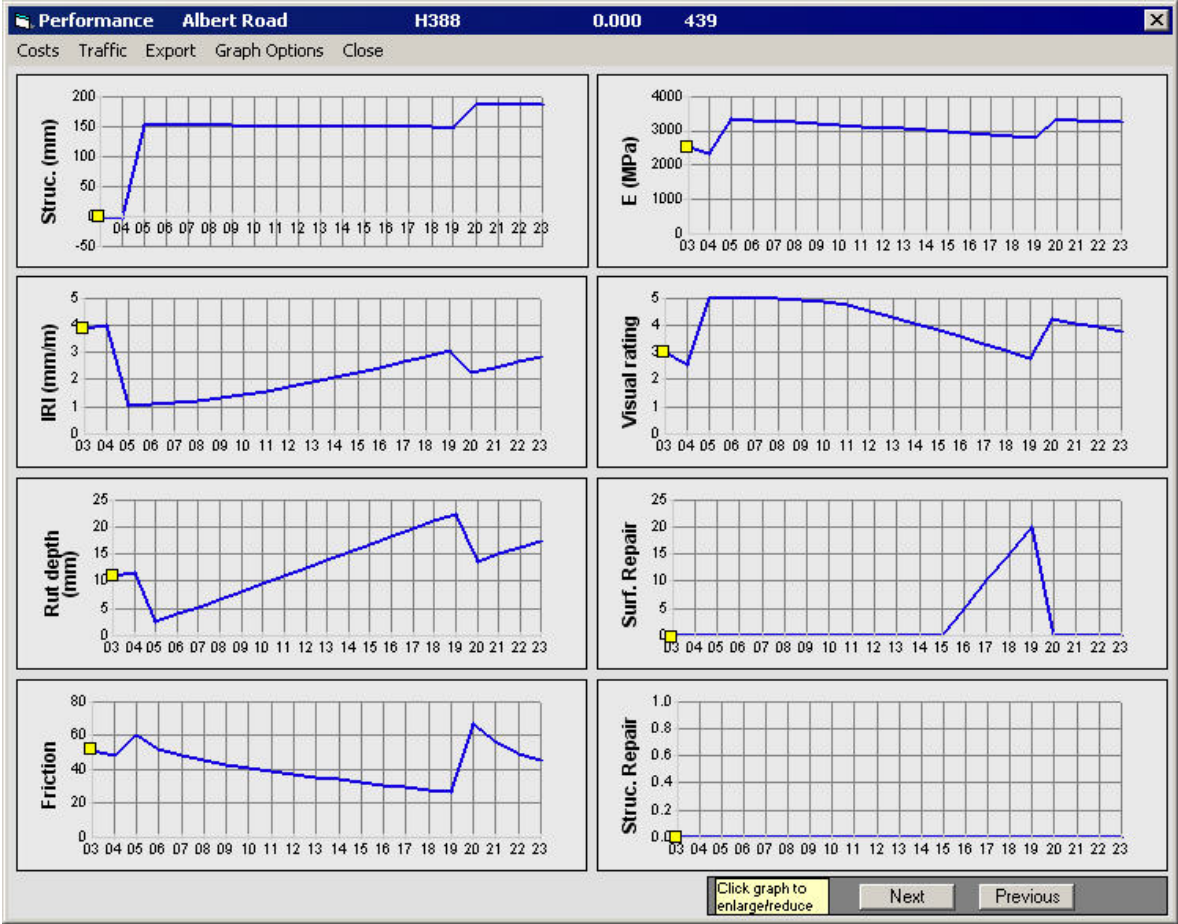 Performance Albert Road H388 0.000 439
Costs Traffic Export Graph Options Close
Struc. (mm)
200
150
100
50
0
-50
04 05 06 07 08 09 10 11 12 13 14 15 16 17 18 19 20 21 22 23
E (MPa)
4000
3000
2000
1000
0
03 04 05 06 07 08 09 10 11 12 13 14 15 16 17 18 19 20 21 22 23
IRI (mm/m)
5
4
3
2
1
0
03 04 05 06 07 08 09 10 11 12 13 14 15 16 17 18 19 20 21 22 23
Visual rating
5
4
3
2
1
0
03 04 05 06 07 08 09 10 11 12 13 14 15 16 17 18 19 20 21 22 23
Rut depth
(mm)
25
20
15
10
5
0
03 04 05 06 07 08 09 10 11 12 13 14 15 16 17 18 19 20 21 22 23
Surf. Repair
25
20
15
10
5
0
03 04 05 06 07 08 09 10 11 12 13 14 15 16 17 18 19 20 21 22 23
Friction
80
60
40
20
0
03 04 05 06 07 08 09 10 11 12 13 14 15 16 17 18 19 20 21 22 23
Struc. Repair
1.0
0.8
0.6
0.4
0.2
0.0
03 04 05 06 07 08 09 10 11 12 13 14 15 16 17 18 19 20 21 22 23
Click graph to
enlarge/reduce
Next
Previous